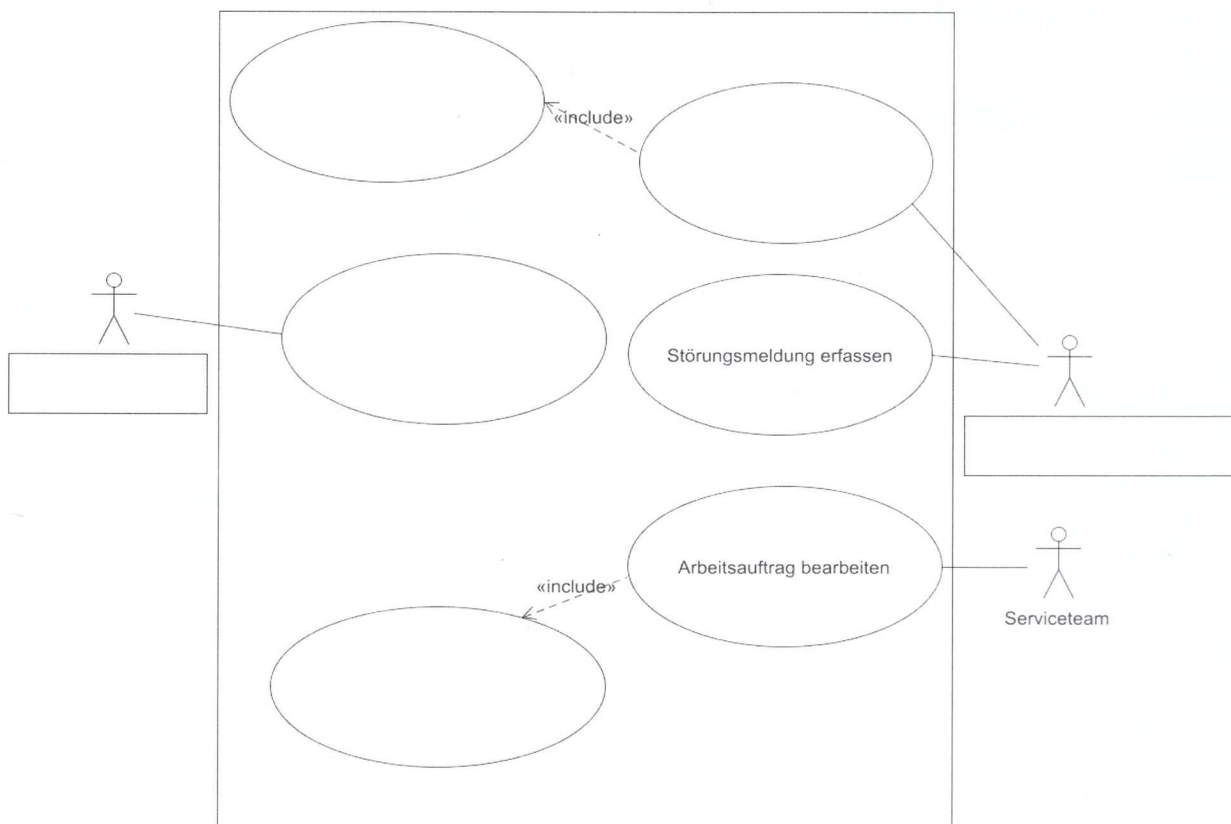 «include»
Störungsmeldung erfassen
Arbeitsauftrag bearbeiten
«include»
Serviceteam